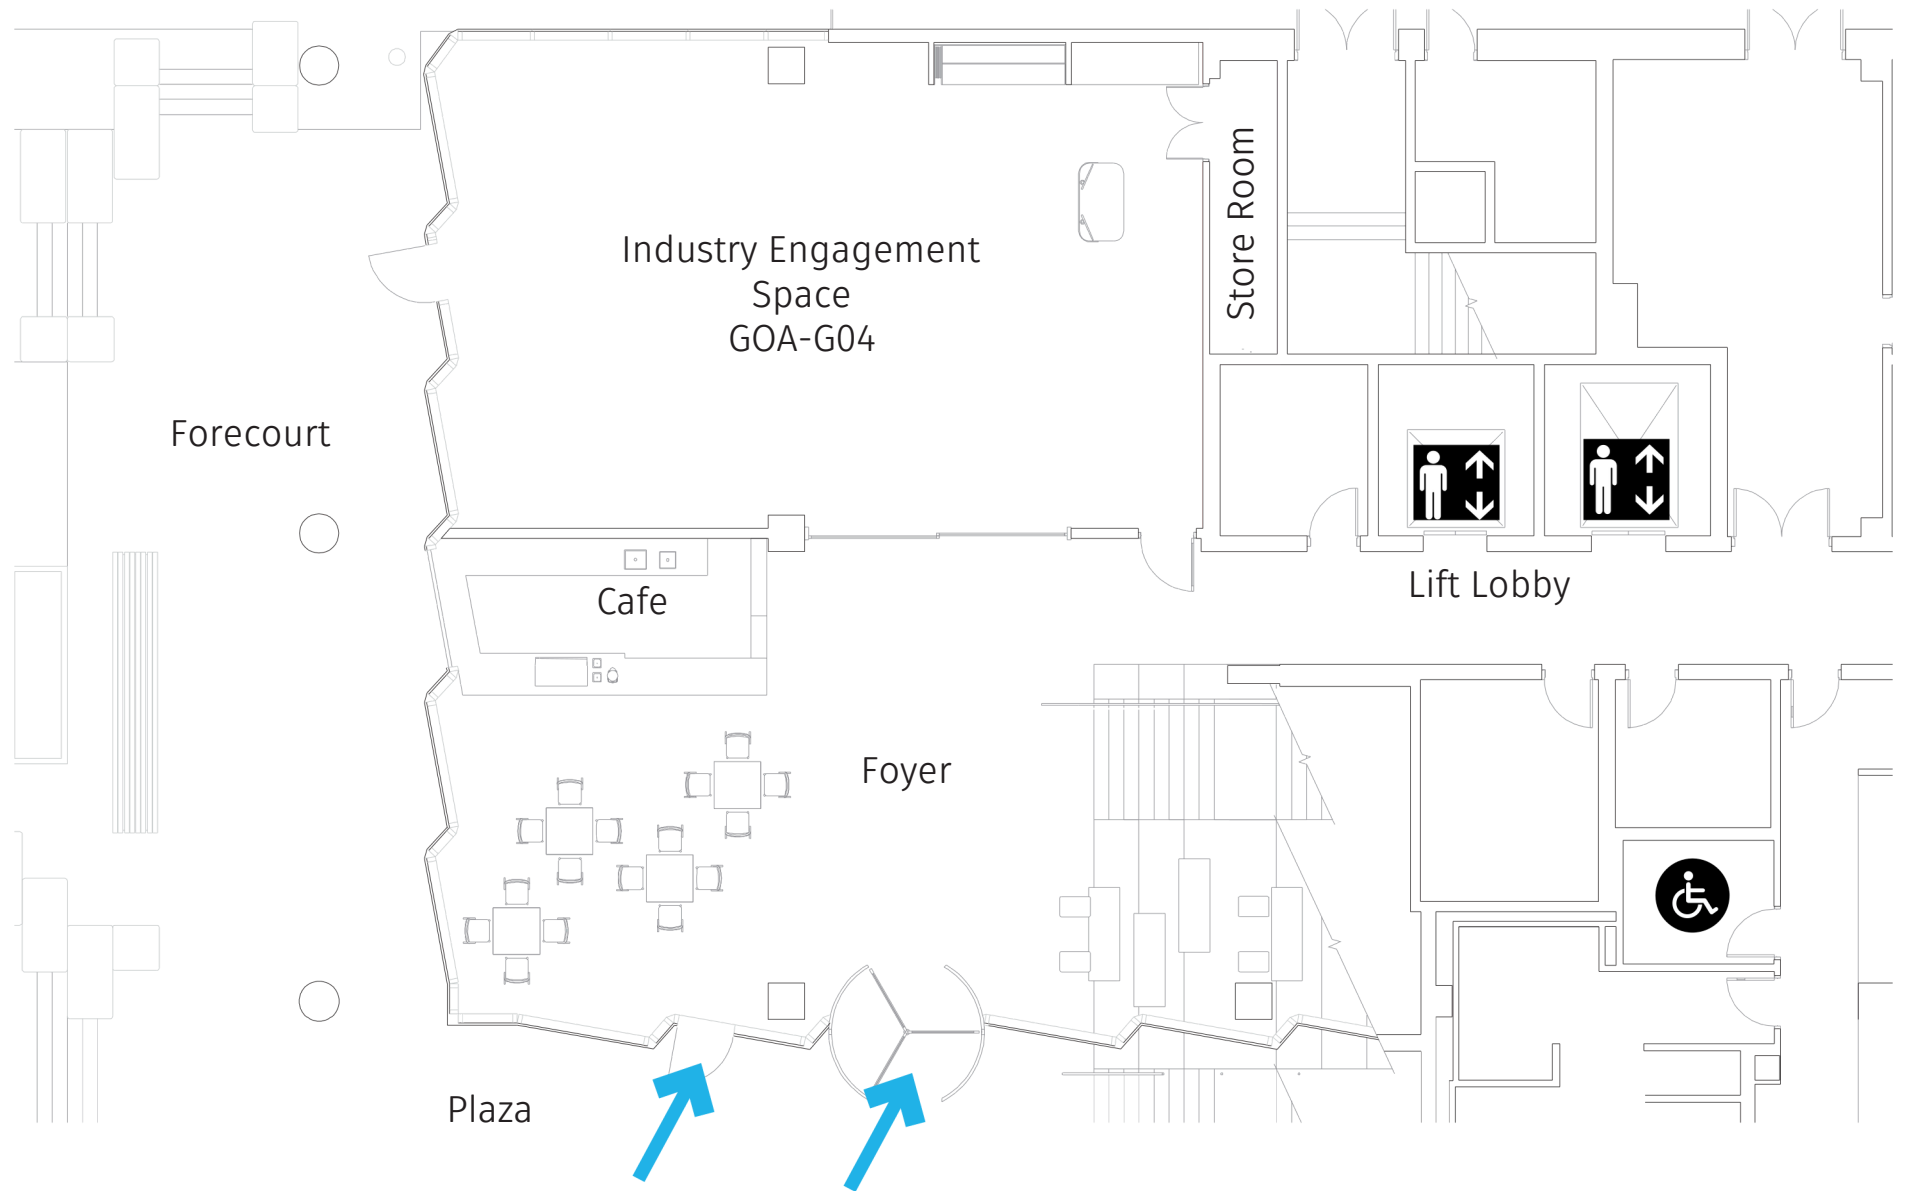 Industry Engagement
Space
GOA-G04
Store Room
Forecourt
Cafe
Lift Lobby
Foyer
Plaza